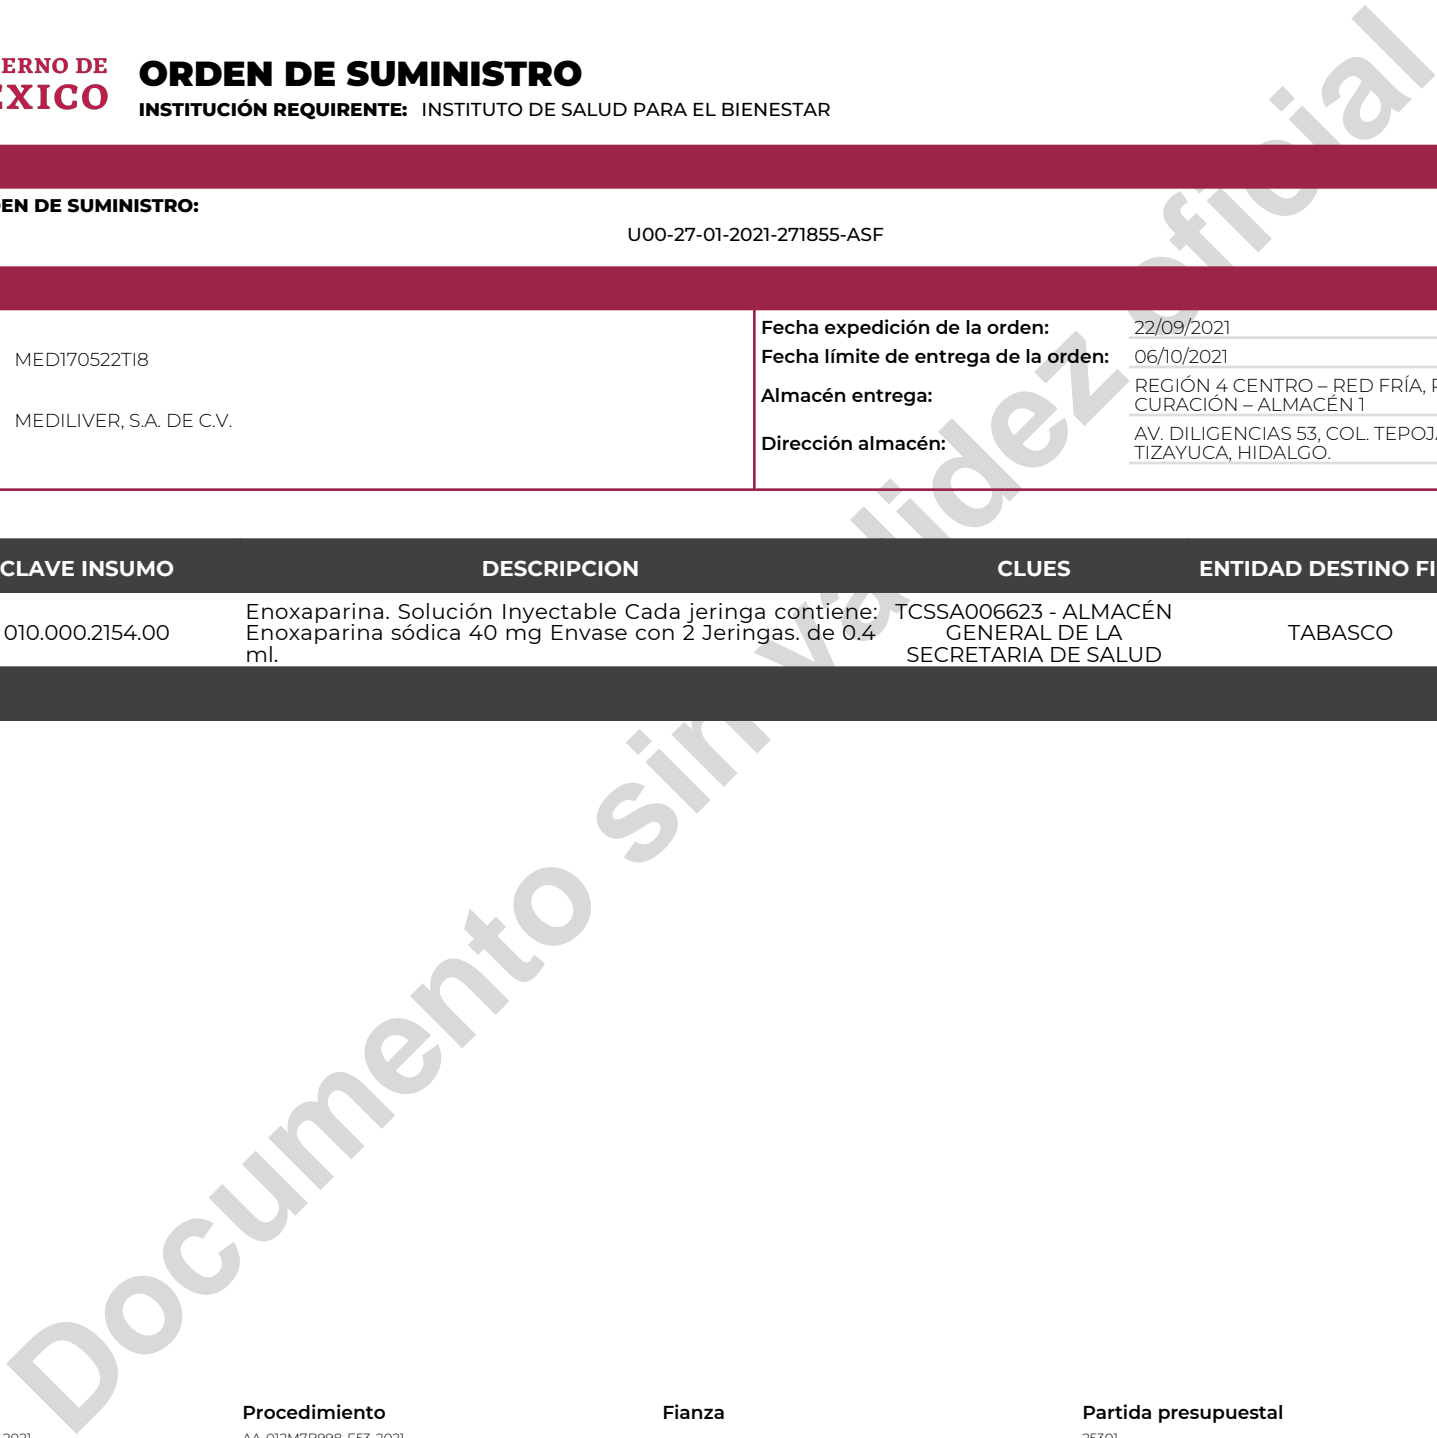 ERNO DE
EXICO
ORDEN DE SUMINISTRO
INSTITUCIÓN REQUIRENTE: INSTITUTO DE SALUD PARA EL BIENESTAR
EN DE SUMINISTRO:
U00-27-01-2021-271855-ASF
MED170522TI8
MEDILIVER, S.A. DE C.V.
Fecha expedición de la orden: 22/09/2021
Fecha límite de entrega de la orden: 06/10/2021
Almacén entrega: REGIÓN 4 CENTRO – RED FRÍA,
CURACIÓN – ALMACÉN 1
Dirección almacén: AV. DILIGENCIAS 53, COL. TEPOJ
TIZAYUCA, HIDALGO.
CLAVE INSUMO DESCRIPCION CLUES ENTIDAD DESTINO FI
010.000.2154.00
Enoxaparina. Solución Inyectable Cada jeringa contiene:
Enoxaparina sódica 40 mg Envase con 2 Jeringas. de 0.4
ml.
TCSSA006623 - ALMACÉN
GENERAL DE LA
SECRETARIA DE SALUD
TABASCO
Documento sin validez oficial
Procedimiento Fianza Partida presupuestal